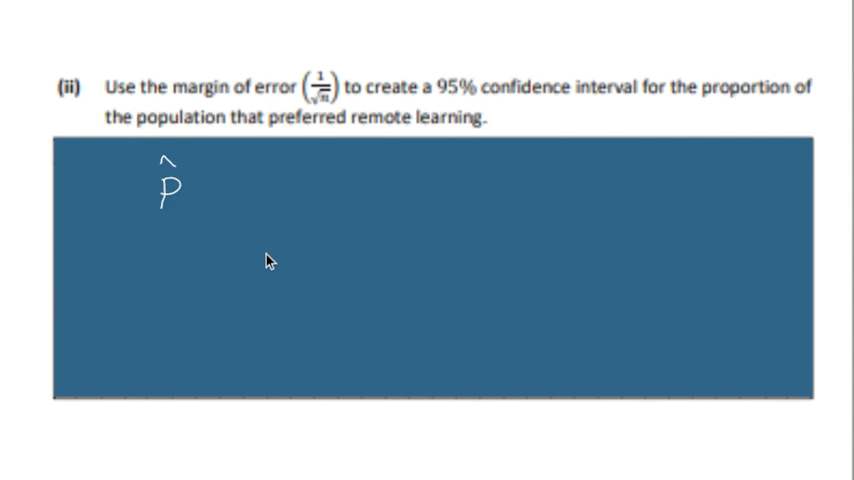 (ii) Use the margin of error (1/√n) to create a 95% confidence interval for the proportion of
the population that preferred remote learning.
p̂